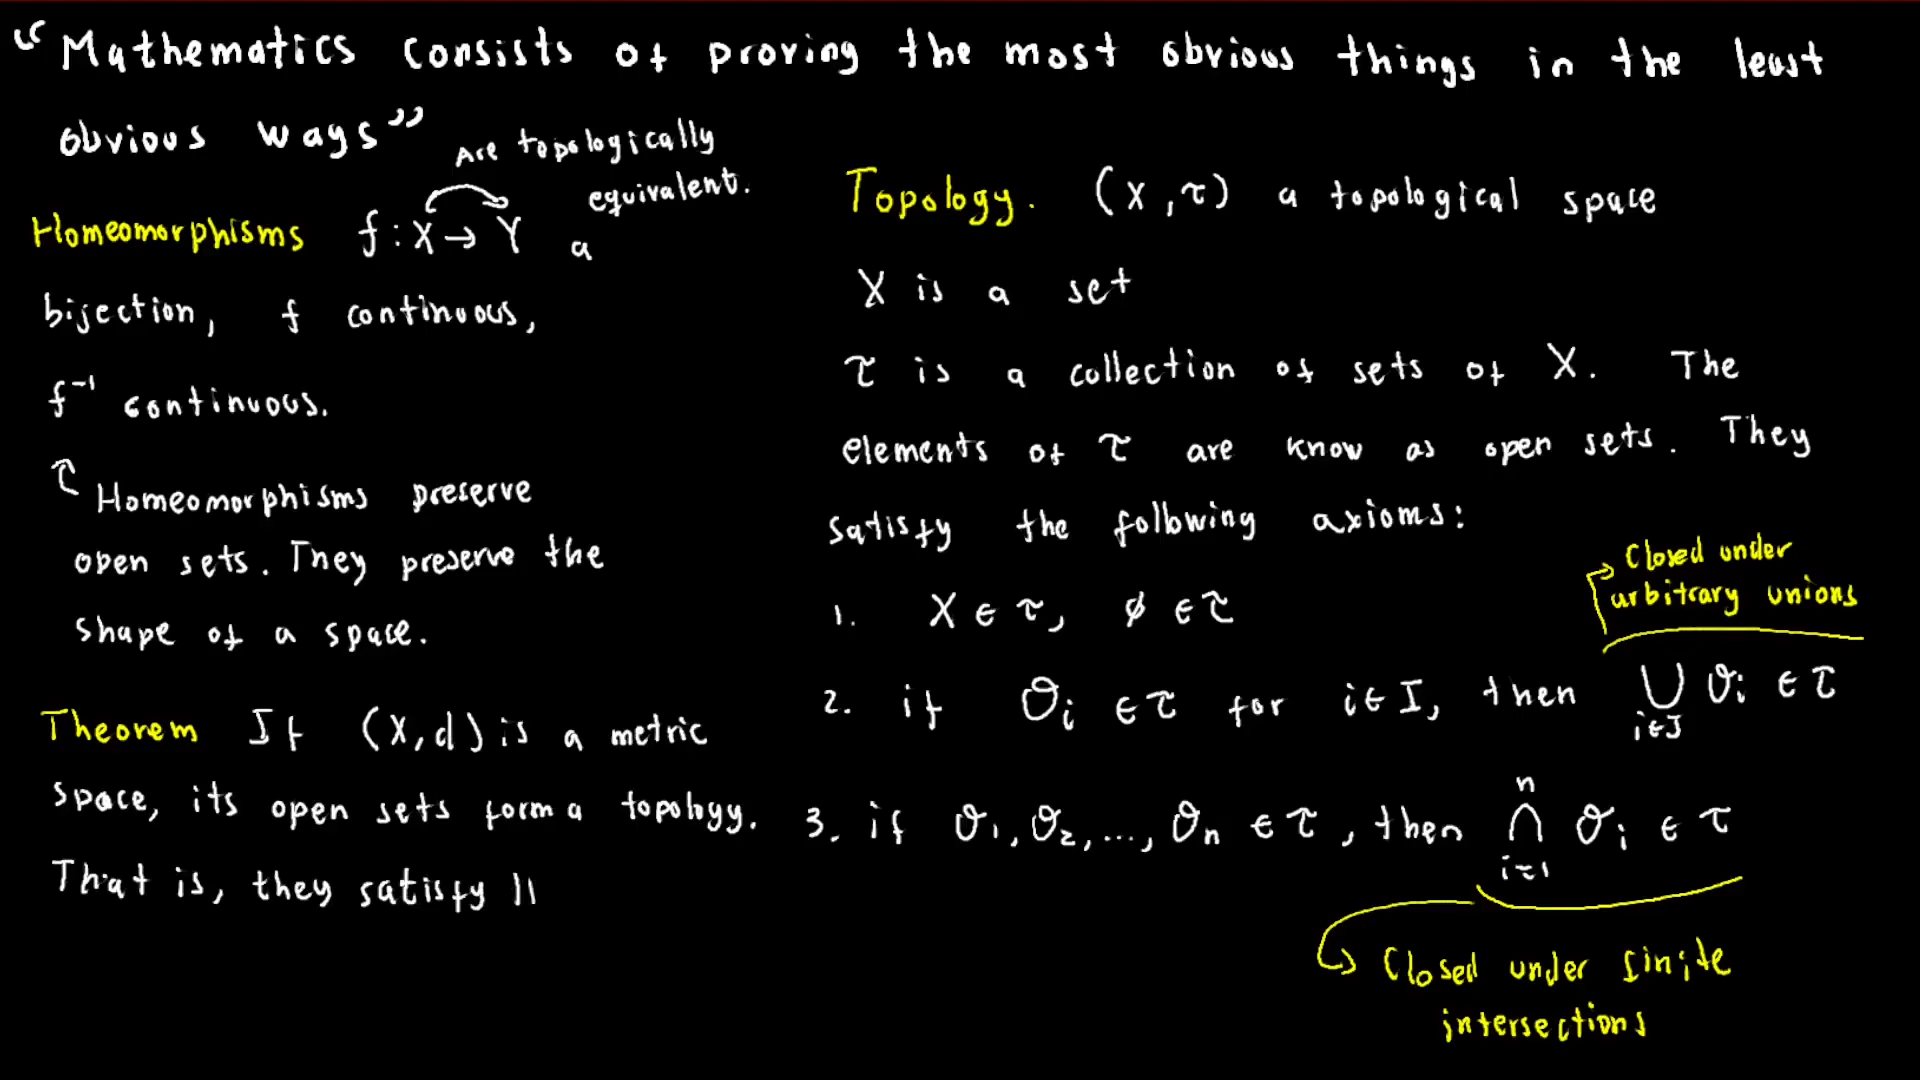 “Mathematics consists of proving the most obvious things in the least
obvious ways”
Are topologically
equivalent.
Homeomorphisms f : X → Y a
bijection, f continuous,
f⁻¹ continuous.
Homeomorphisms preserve
open sets. They preserve the
shape of a space.
Theorem If (X, d) is a metric
space, its open sets form a topology.
That is, they satisfy
Topology. (X, τ) a topological space
X is a set
τ is a collection of sets of X. The
elements of τ are know as open sets. They
satisfy the following axioms:
1. X ∈ τ, ∅ ∈ τ
Closed under
arbitrary unions
2. if 𝒪ᵢ ∈ τ for i ∈ I, then ⋃ 𝒪ᵢ ∈ τ
i ∈ I
n
3. if 𝒪₁, 𝒪₂, ..., 𝒪ₙ ∈ τ, then ⋂ 𝒪ᵢ ∈ τ
i=1
Closed under finite
intersections